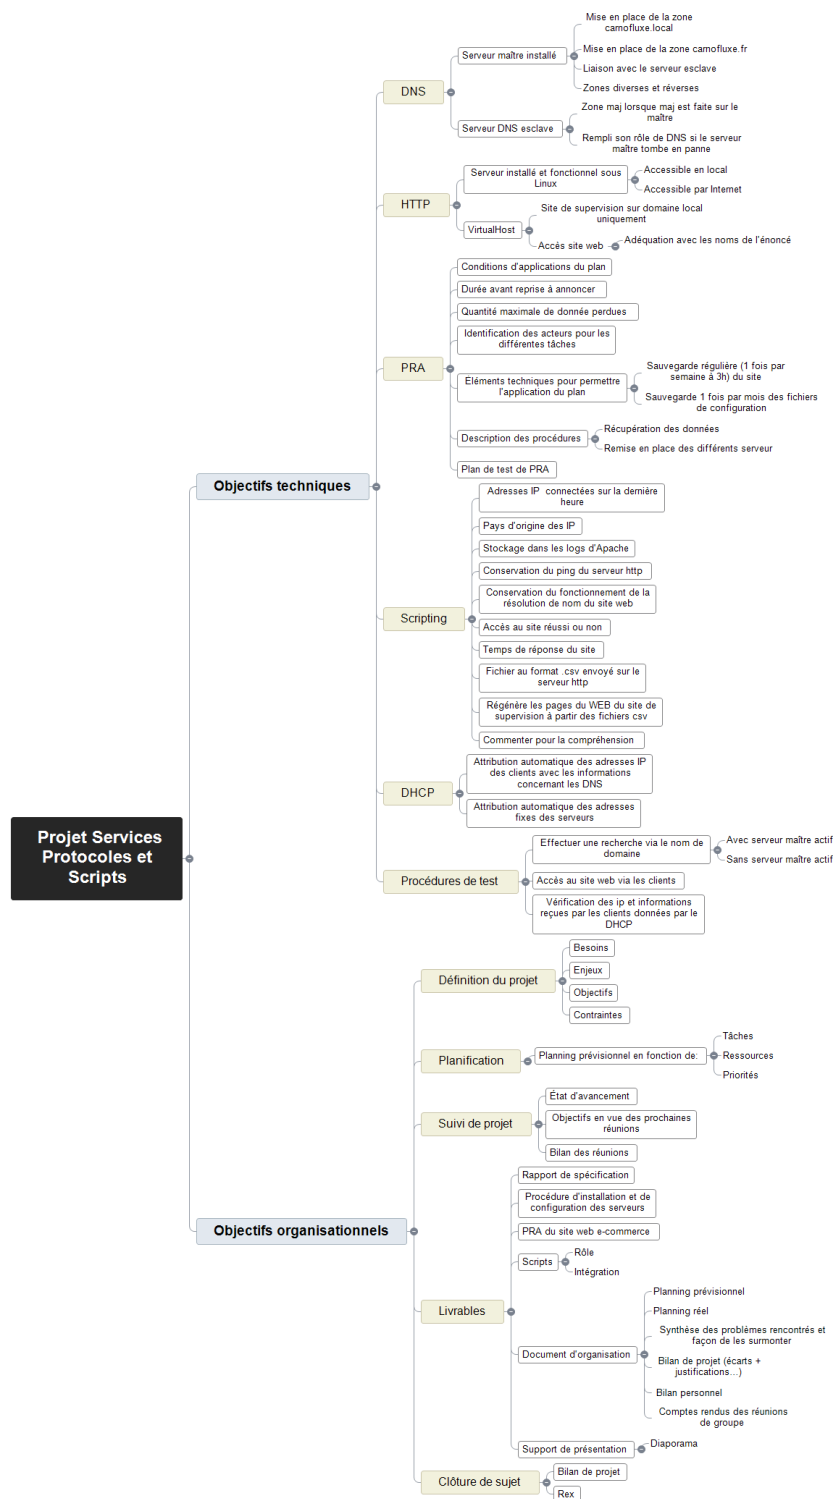 Projet Services
Protocoles et
Scripts
Objectifs techniques
DNS
Serveur maître installé
Mise en place de la zone
carnofluxe.local
Mise en place de la zone carnofluxe.fr
Liaison avec le serveur esclave
Zones diverses et réverses
Serveur DNS esclave
Zone maj lorsque maj est faite sur le
maître
Rempli son rôle de DNS si le serveur
maître tombe en panne
HTTP
Serveur installé et fonctionnel sous
Linux
Accessible en local
Accessible par Internet
VirtualHost
Site de supervision sur domaine local
uniquement
Accès site web
Adéquation avec les noms de l'énoncé
PRA
Conditions d'applications du plan
Durée avant reprise à annoncer
Quantité maximale de donnée perdues
Identification des acteurs pour les
différentes tâches
Eléments techniques pour permettre
l'application du plan
Sauvegarde régulière (1 fois par
semaine à 3h) du site
Sauvegarde 1 fois par mois des fichiers
de configuration
Description des procédures
Récupération des données
Remise en place des différents serveur
Plan de test de PRA
Scripting
Adresses IP  connectées sur la dernière
heure
Pays d'origine des IP
Stockage dans les logs d'Apache
Conservation du ping du serveur http
Conservation du fonctionnement de la
résolution de nom du site web
Accès au site réussi ou non
Temps de réponse du site
Fichier au format .csv envoyé sur le
serveur http
Régénère les pages du WEB du site de
supervision à partir des fichiers csv
Commenter pour la compréhension
DHCP
Attribution automatique des adresses IP
des clients avec les informations
concernant les DNS
Attribution automatique des adresses
fixes des serveurs
Procédures de test
Effectuer une recherche via le nom de
domaine
Avec serveur maître actif
Sans serveur maître actif
Accès au site web via les clients
Vérification des ip et informations
reçues par les clients données par le
DHCP
Objectifs organisationnels
Définition du projet
Besoins
Enjeux
Objectifs
Contraintes
Planification
Planning prévisionnel en fonction de:
Tâches
Ressources
Priorités
Suivi de projet
État d'avancement
Objectifs en vue des prochaines
réunions
Bilan des réunions
Livrables
Rapport de spécification
Procédure d'installation et de
configuration des serveurs
PRA du site web e-commerce
Scripts
Rôle
Intégration
Document d'organisation
Planning prévisionnel
Planning réel
Synthèse des problèmes rencontrés et
façon de les surmonter
Bilan de projet (écarts +
justifications...)
Bilan personnel
Comptes rendus des réunions
de groupe
Support de présentation
Diaporama
Clôture de sujet
Bilan de projet
Rex